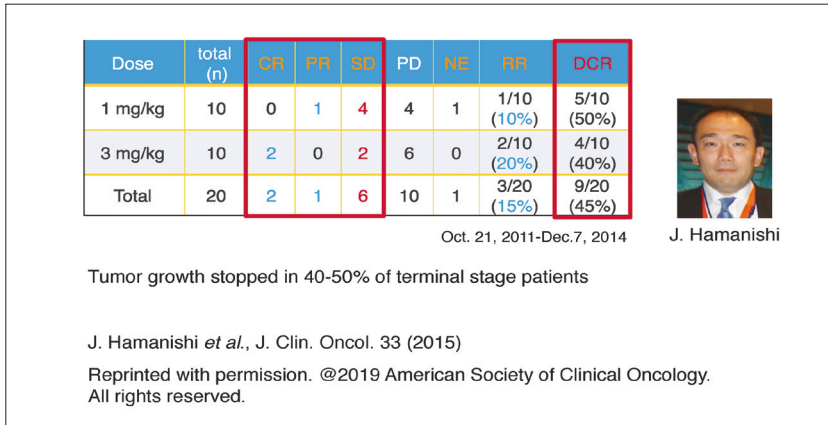 Dose total (n) CR PR SD PD NE RR DCR
1 mg/kg 10 0 1 4 4 1 1/10 (10%) 5/10 (50%)
3 mg/kg 10 2 0 2 6 0 2/10 (20%) 4/10 (40%)
Total 20 2 1 6 10 1 3/20 (15%) 9/20 (45%)
Oct. 21, 2011-Dec.7, 2014
J. Hamanishi
Tumor growth stopped in 40-50% of terminal stage patients
J. Hamanishi et al., J. Clin. Oncol. 33 (2015)
Reprinted with permission. @2019 American Society of Clinical Oncology.
All rights reserved.